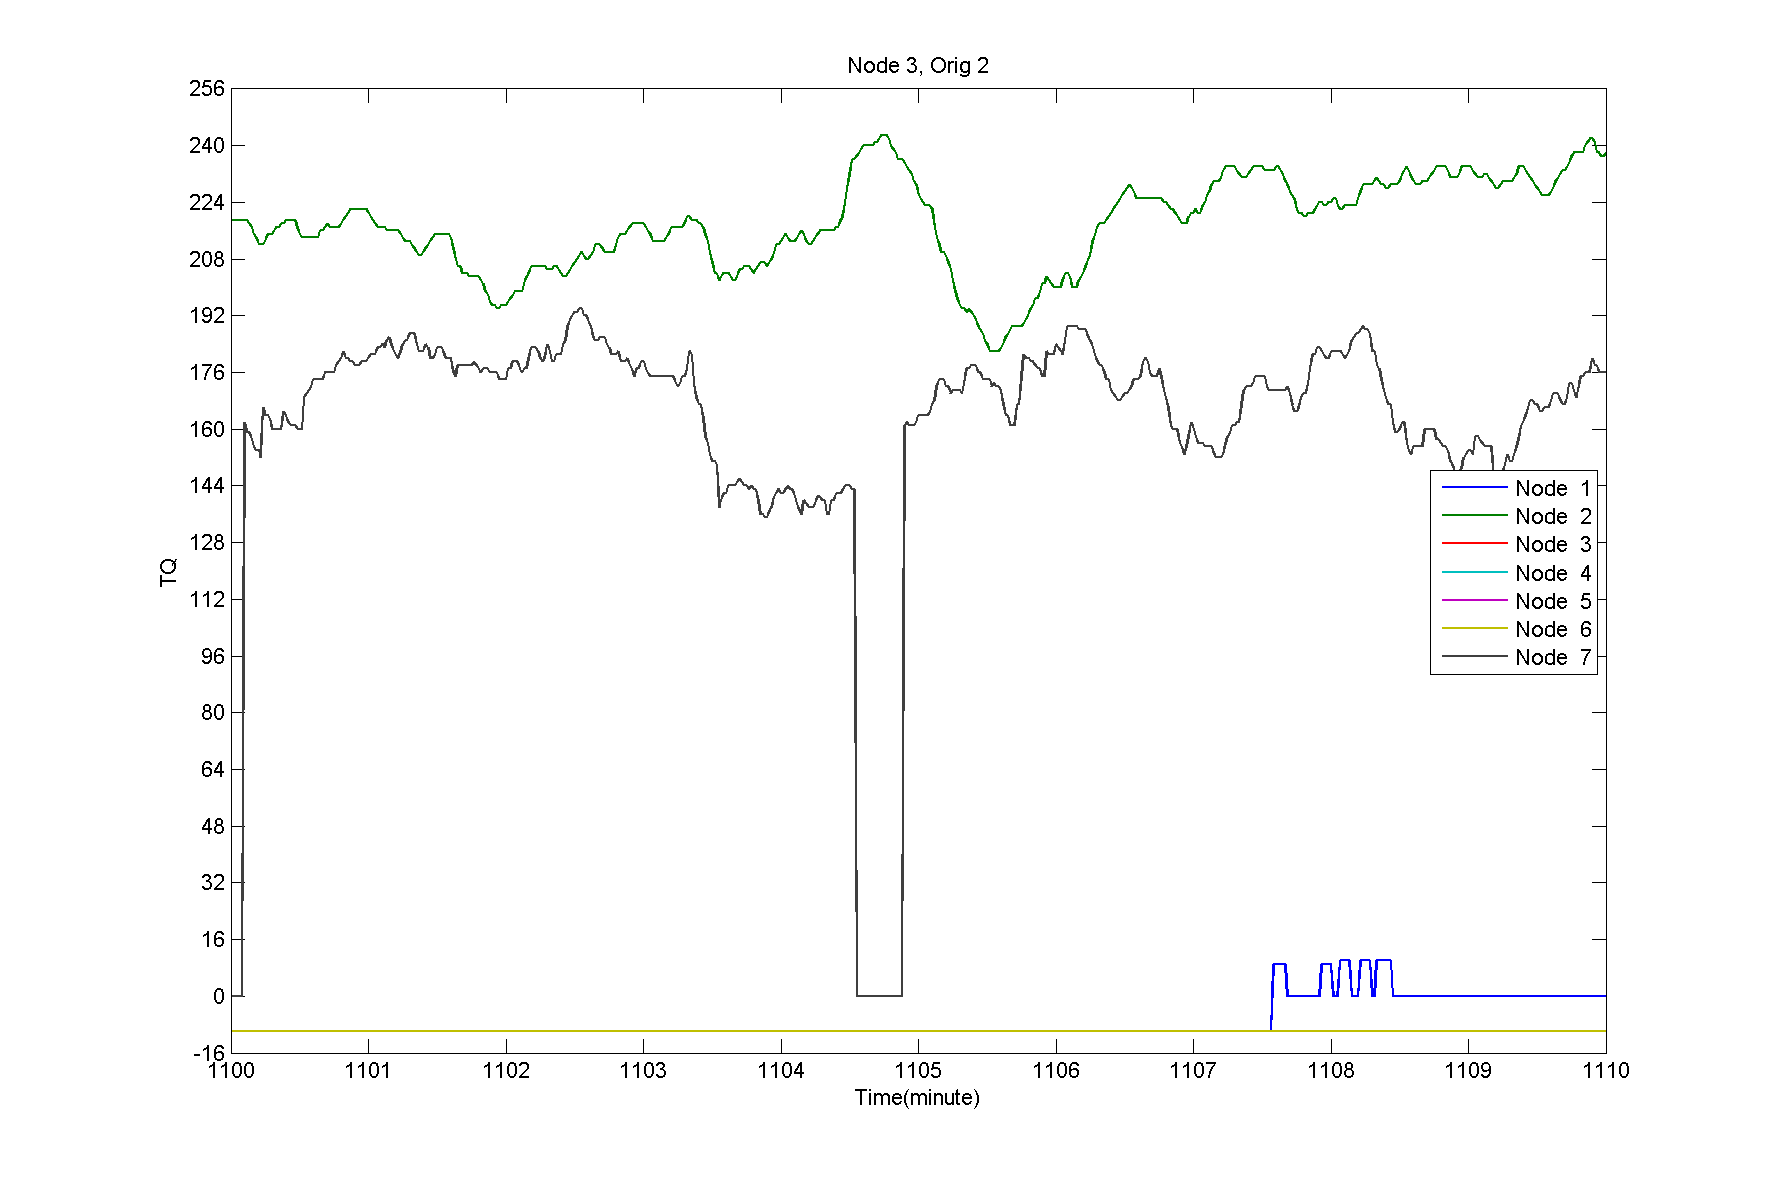 Node 3, Orig 2
256
240
224
208
192
176
160
144
128
112
96
80
64
48
32
16
0
-16
TQ
Node 1
Node 2
Node 3
Node 4
Node 5
Node 6
Node 7
1100 1101 1102 1103 1104 1105 1106 1107 1108 1109 1110
Time(minute)